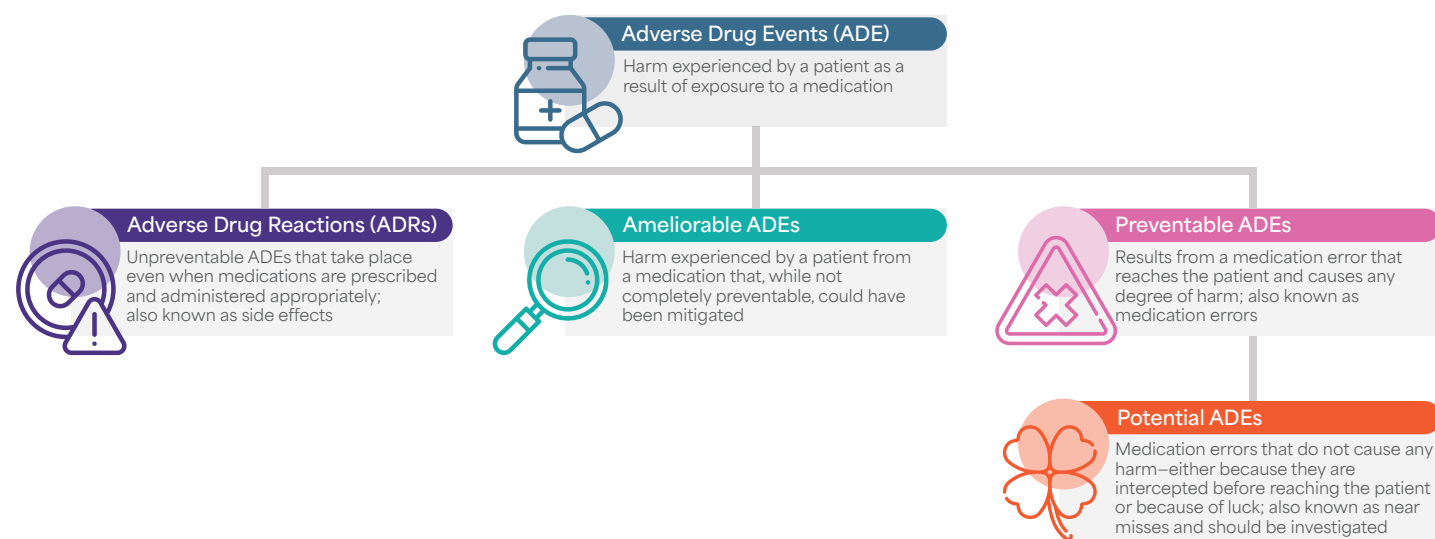 Adverse Drug Events (ADE)
Harm experienced by a patient as a
result of exposure to a medication
Adverse Drug Reactions (ADRs)
Unpreventable ADEs that take place
even when medications are prescribed
and administered appropriately;
also known as side effects
Ameliorable ADEs
Harm experienced by a patient from
a medication that, while not
completely preventable, could have
been mitigated
Preventable ADEs
Results from a medication error that
reaches the patient and causes any
degree of harm; also known as
medication errors
Potential ADEs
Medication errors that do not cause any
harm—either because they are
intercepted before reaching the patient
or because of luck; also known as near
misses and should be investigated